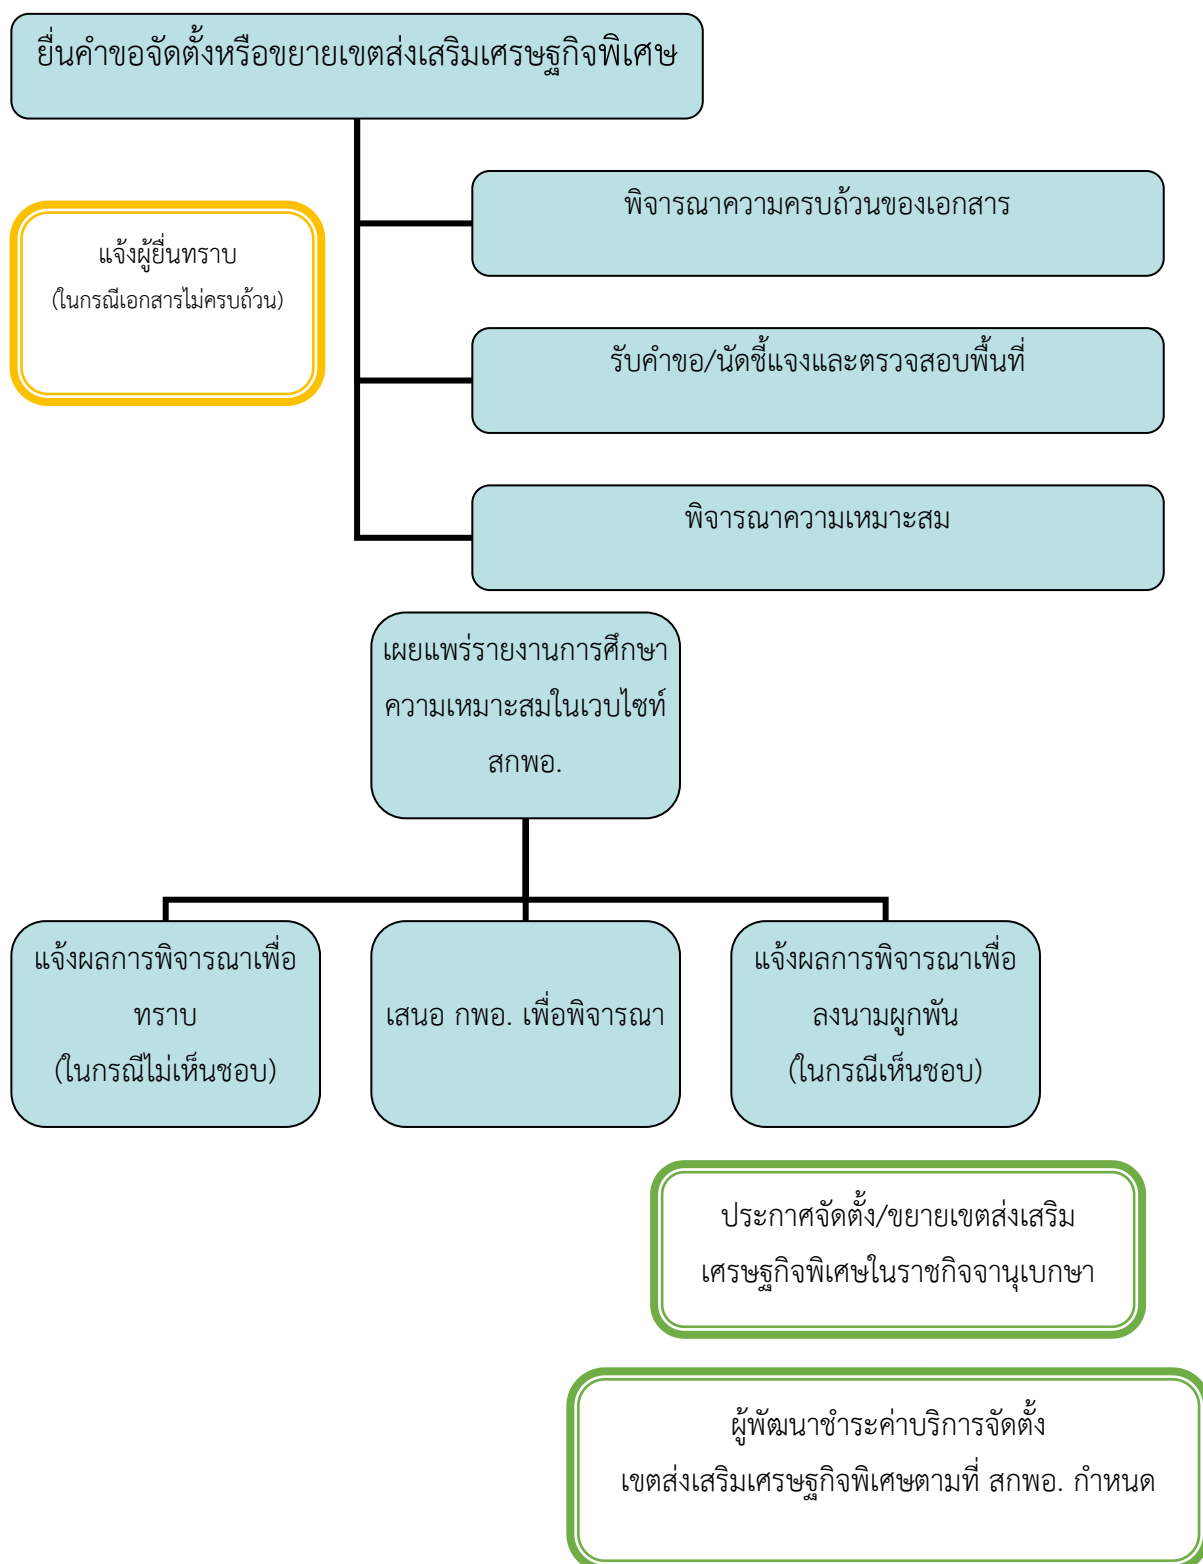 ยื่นคำขอจัดตั้งหรือขยายเขตส่งเสริมเศรษฐกิจพิเศษ
พิจารณาความครบถ้วนของเอกสาร
แจ้งผู้ยื่นทราบ
(ในกรณีเอกสารไม่ครบถ้วน)
รับคำขอ/นัดชี้แจงและตรวจสอบพื้นที่
พิจารณาความเหมาะสม
เผยแพร่รายงานการศึกษา
ความเหมาะสมในเวบไซท์
สกพอ.
แจ้งผลการพิจารณาเพื่อ
ทราบ
(ในกรณีไม่เห็นชอบ)
เสนอ กพอ. เพื่อพิจารณา
แจ้งผลการพิจารณาเพื่อ
ลงนามผูกพัน
(ในกรณีเห็นชอบ)
ประกาศจัดตั้ง/ขยายเขตส่งเสริม
เศรษฐกิจพิเศษในราชกิจจานุเบกษา
ผู้พัฒนาชำระค่าบริการจัดตั้ง
เขตส่งเสริมเศรษฐกิจพิเศษตามที่ สกพอ. กำหนด